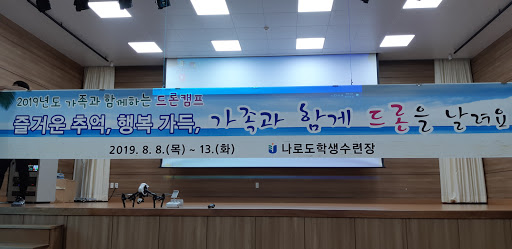 2019년도 가족과 함께하는 드론캠프
즐거운 추억, 행복 가득, 가족과 함께 드론을 날려요
2019. 8. 8.(목) ~ 13.(화) 나로도학생수련장